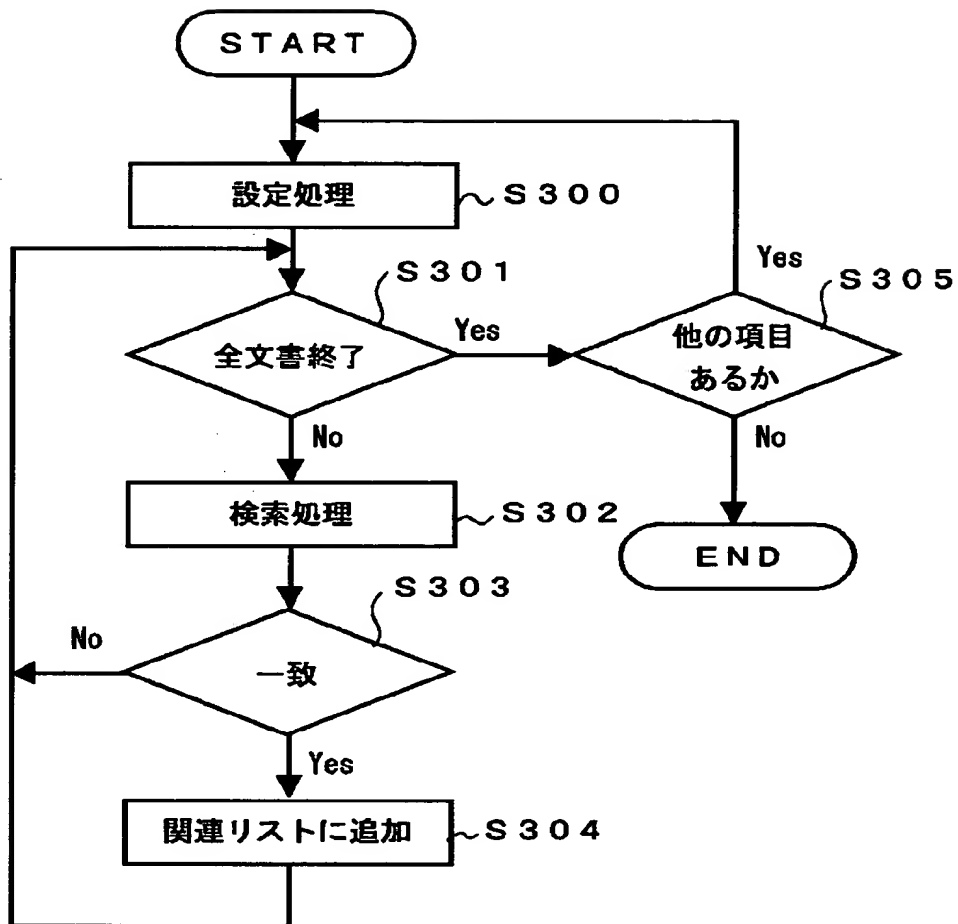 ＳＴＡＲＴ
設定処理
Ｓ３００
Ｓ３０１
全文書終了
Yes
No
Yes
Ｓ３０５
他の項目
あるか
No
ＥＮＤ
検索処理
Ｓ３０２
Ｓ３０３
一致
No
Yes
関連リストに追加
Ｓ３０４